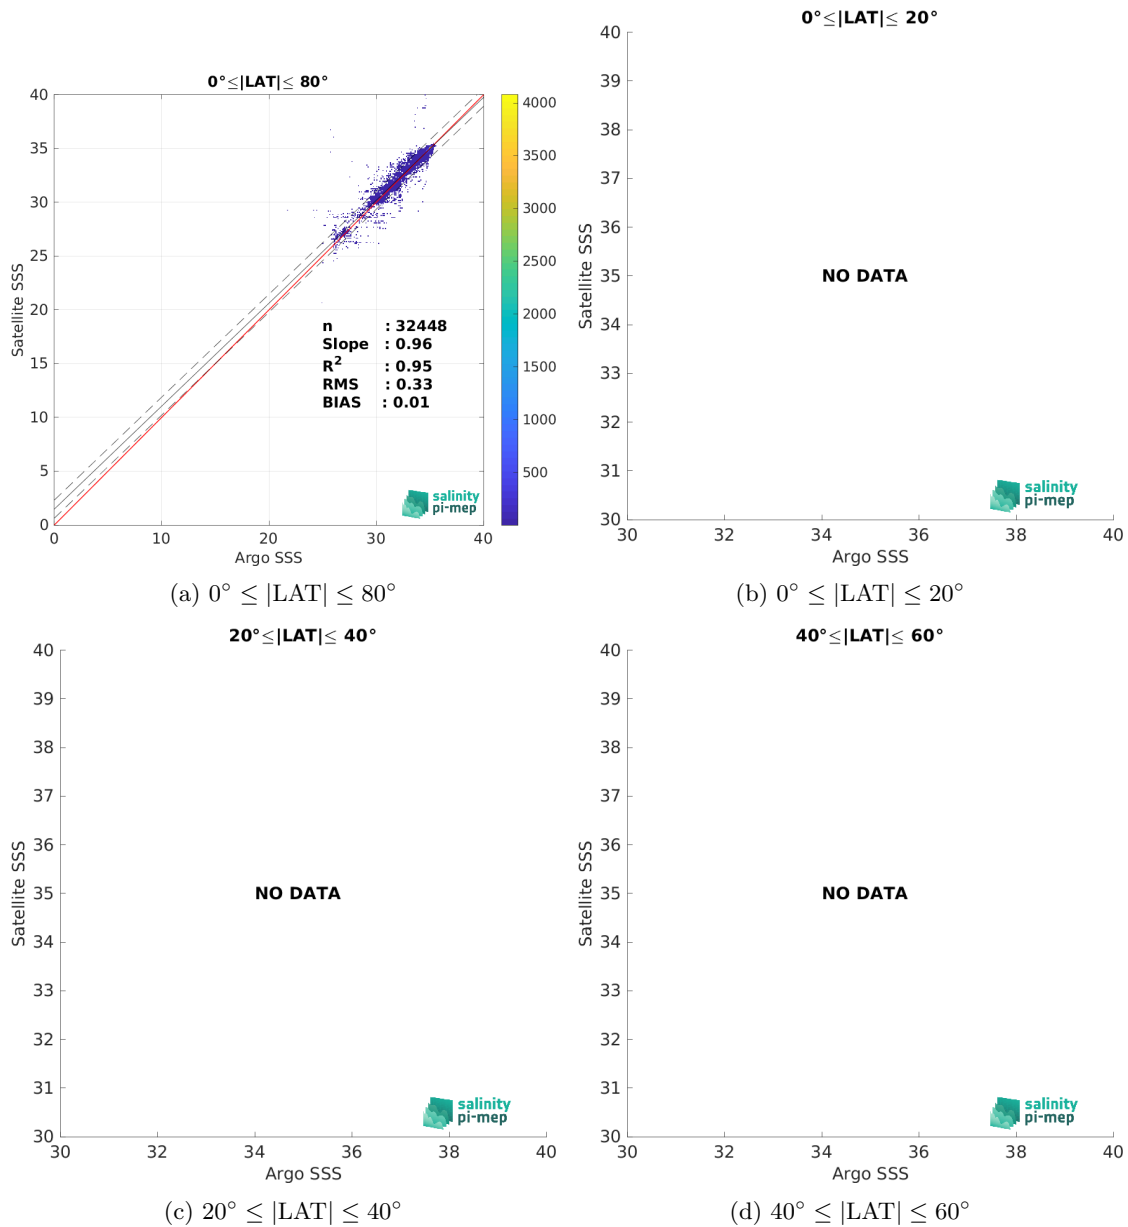 0°≤|LAT|≤ 80°
40
35
30
25
20
15
10
5
0
Satellite SSS
0
10
20
30
40
Argo SSS
4000
3500
3000
2500
2000
1500
1000
500
n : 32448
Slope : 0.96
R² : 0.95
RMS : 0.33
BIAS : 0.01
salinity
pi-mep
(a) 0° ≤ |LAT| ≤ 80°
0°≤|LAT|≤ 20°
40
39
38
37
36
35
34
33
32
31
30
Satellite SSS
NO DATA
salinity
pi-mep
30
32
34
36
38
40
Argo SSS
(b) 0° ≤ |LAT| ≤ 20°
20°≤|LAT|≤ 40°
40
39
38
37
36
35
34
33
32
31
30
Satellite SSS
NO DATA
salinity
pi-mep
30
32
34
36
38
40
Argo SSS
(c) 20° ≤ |LAT| ≤ 40°
40°≤|LAT|≤ 60°
40
39
38
37
36
35
34
33
32
31
30
Satellite SSS
NO DATA
salinity
pi-mep
30
32
34
36
38
40
Argo SSS
(d) 40° ≤ |LAT| ≤ 60°